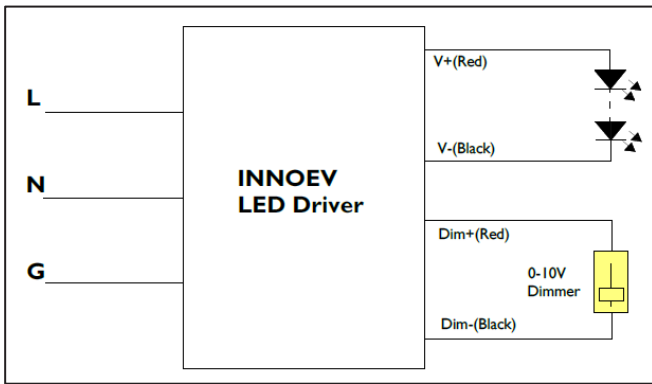 L
N
G
INNOEV
LED Driver
V+(Red)
V-(Black)
Dim+(Red)
0-10V
Dimmer
Dim-(Black)